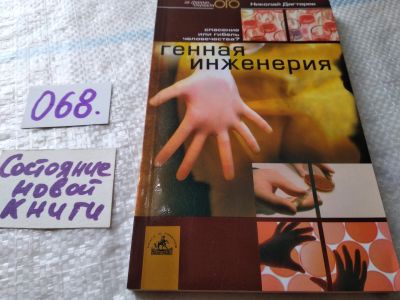 Николай Дегтярев
спасение
или гибель
человечества?
генная
инженерия
068.
Состояние
новой
книги